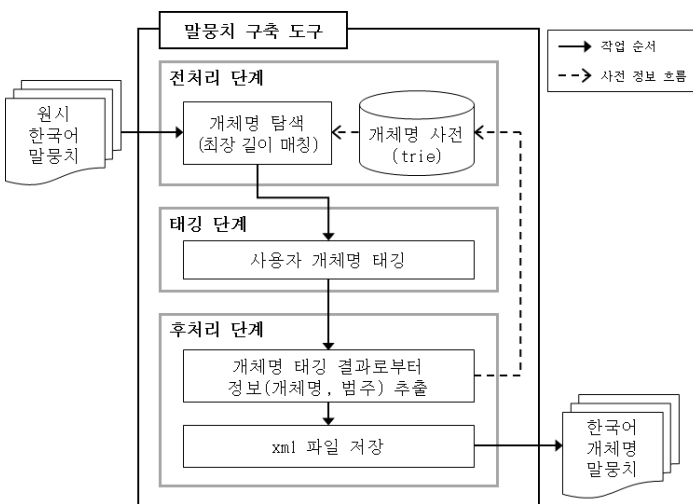 말뭉치 구축 도구
작업 순서
사전 정보 흐름
원시
한국어
말뭉치
전처리 단계
개체명 탐색
(최장 길이 매칭)
개체명 사전
(trie)
태깅 단계
사용자 개체명 태깅
후처리 단계
개체명 태깅 결과로부터
정보(개체명, 범주) 추출
xml 파일 저장
한국어
개체명
말뭉치